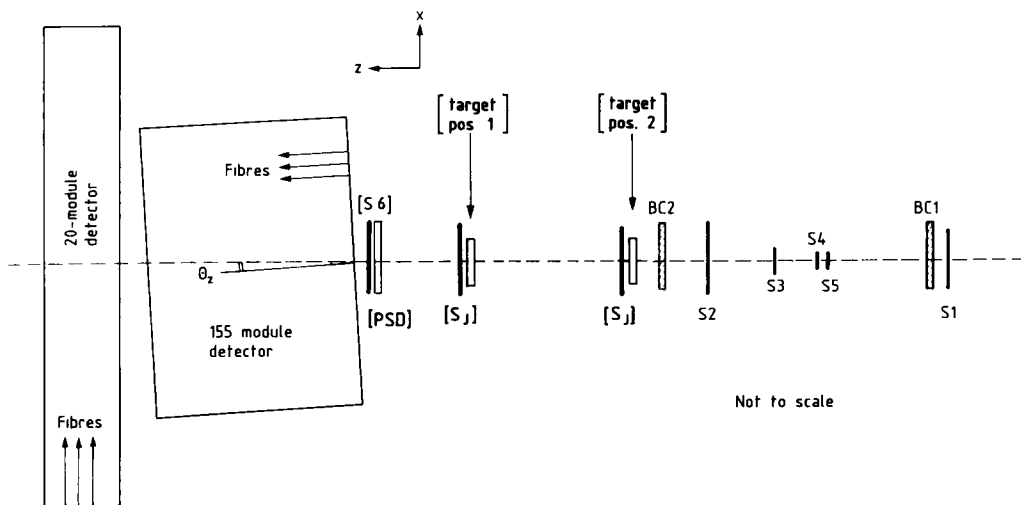 x
z
[target
pos 1]
[target
pos. 2]
20-module
detector
Fibres
[S6]
BC2
BC1
S4
θz
S3
S5
S2
S1
[PSD]
[SJ]
[SJ]
155 module
detector
Not to scale
Fibres